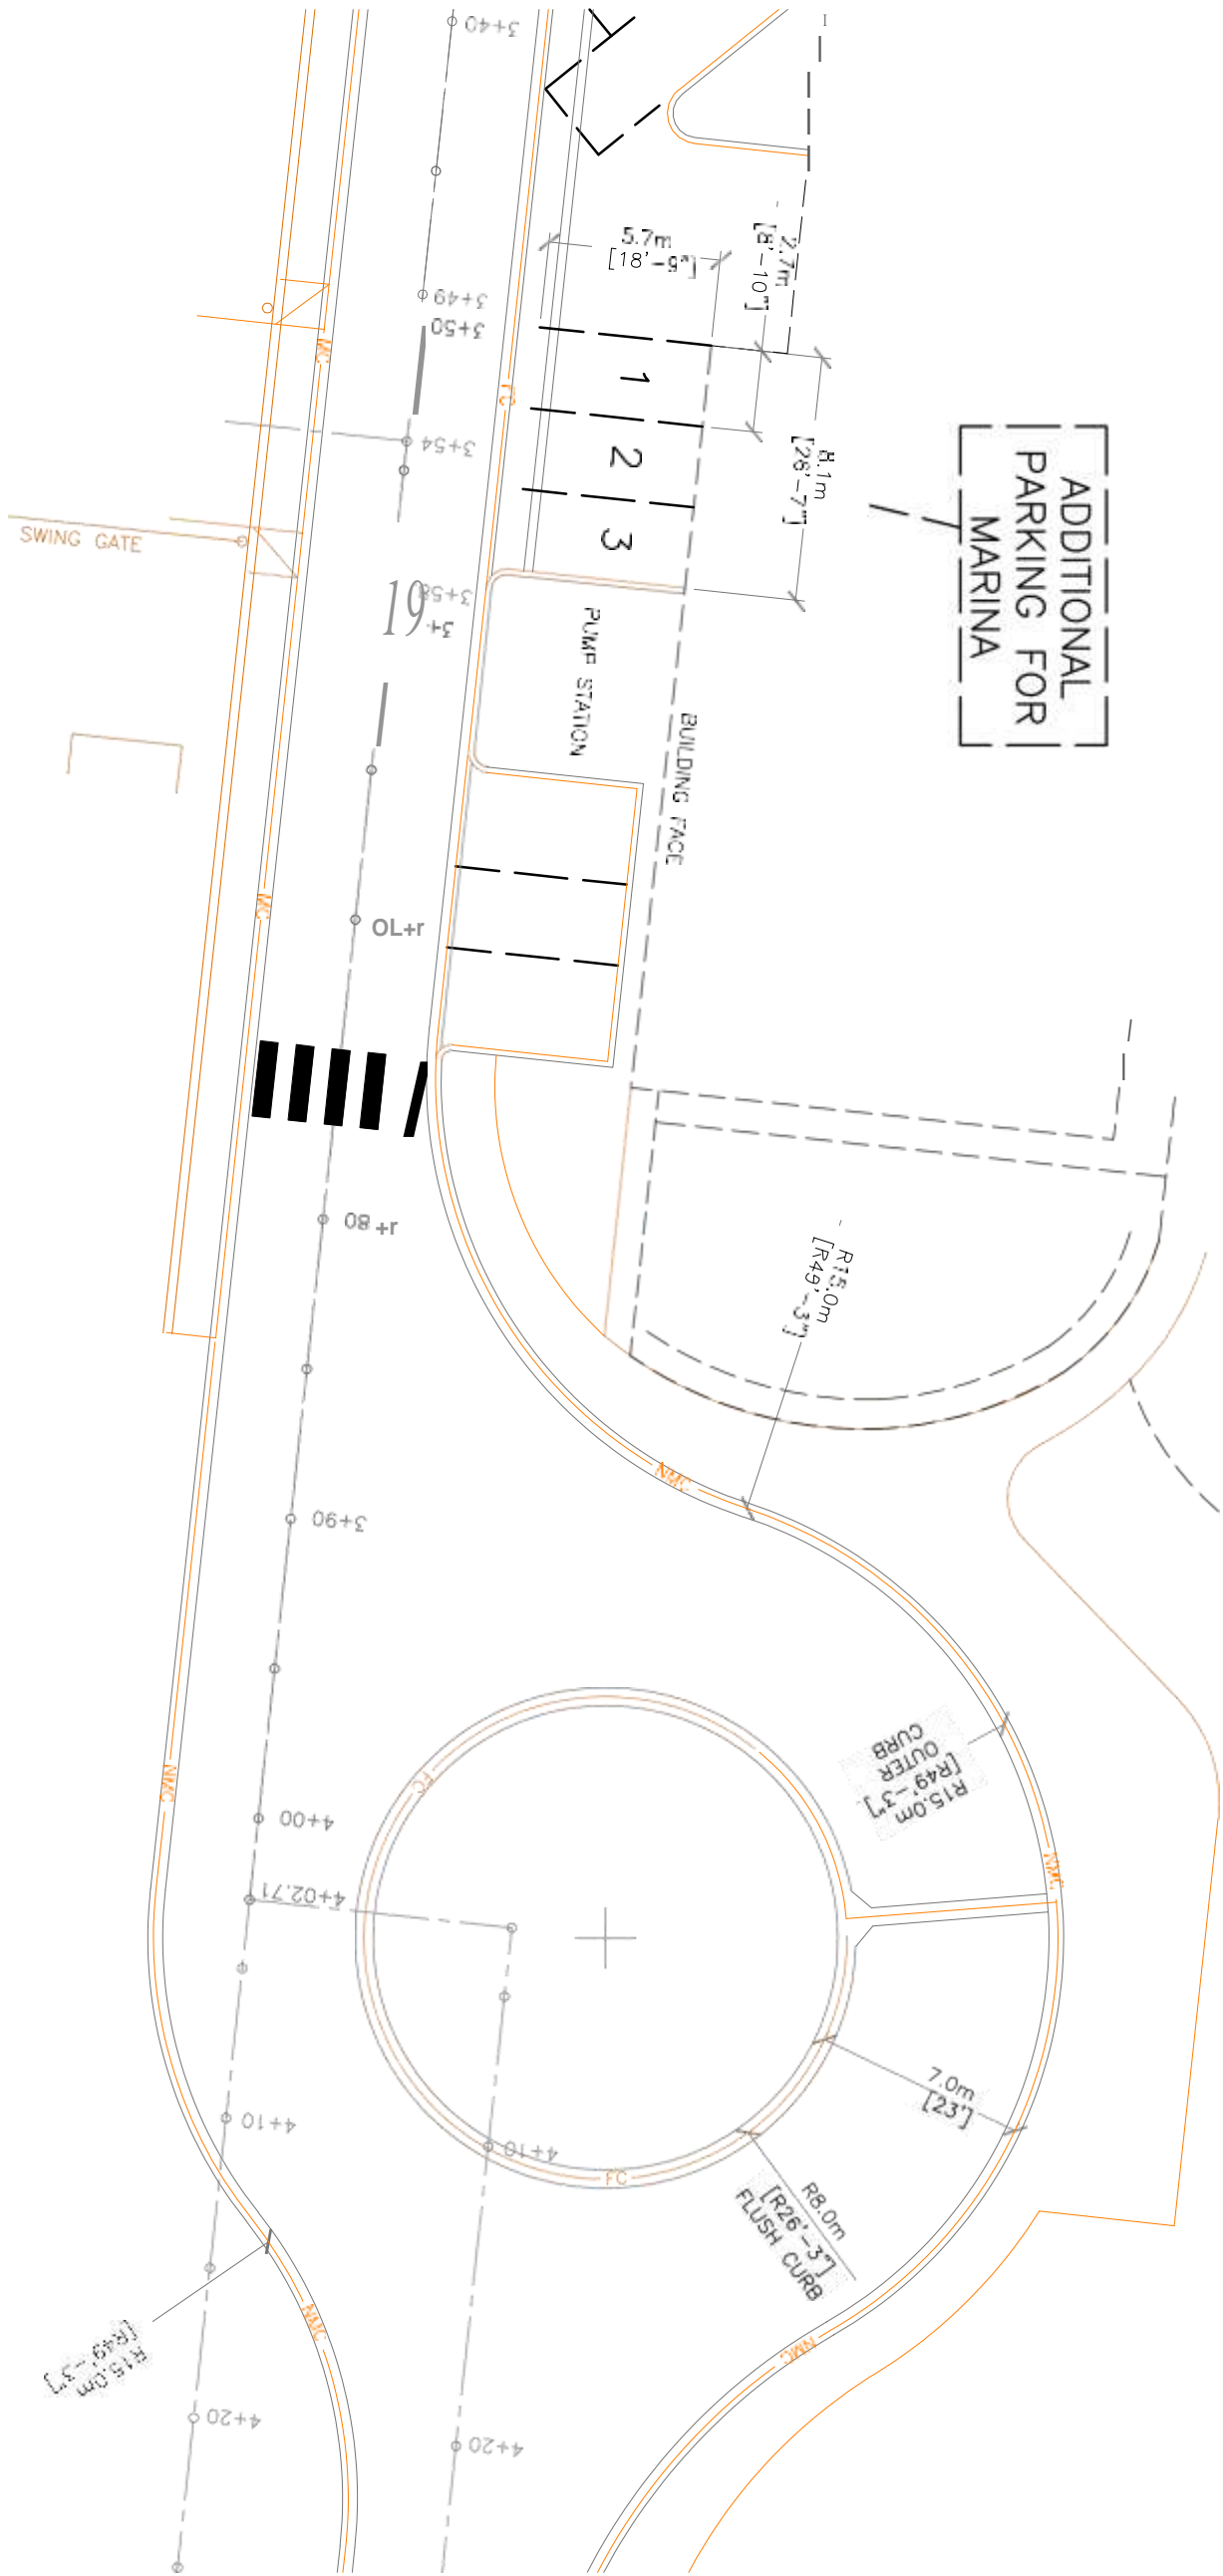 3+40
5.7m
[18'-
2.7m
[8'-10"]
3+49
3+50
MC
FC
1
3+54
2
8.1m
[26'-7"]
ADDITIONAL
PARKING FOR
MARINA
SWING GATE
3
3+58
19
3+
PUMP STATION
BUILDING FACE
MC
OL+r
80+r
R15.0m
[R49'-3"]
NMC
3+90
R15.0m
[R49'-3"]
OUTER
CURB
NMC
FC
4+00
NMC
4+02.71
7.0m
[23']
4+10
4+10
FC
R8.0m
[R26'-3"]
FLUSH CURB
NMC
NMC
R15.0m
[R49'-3"]
4+20
4+20